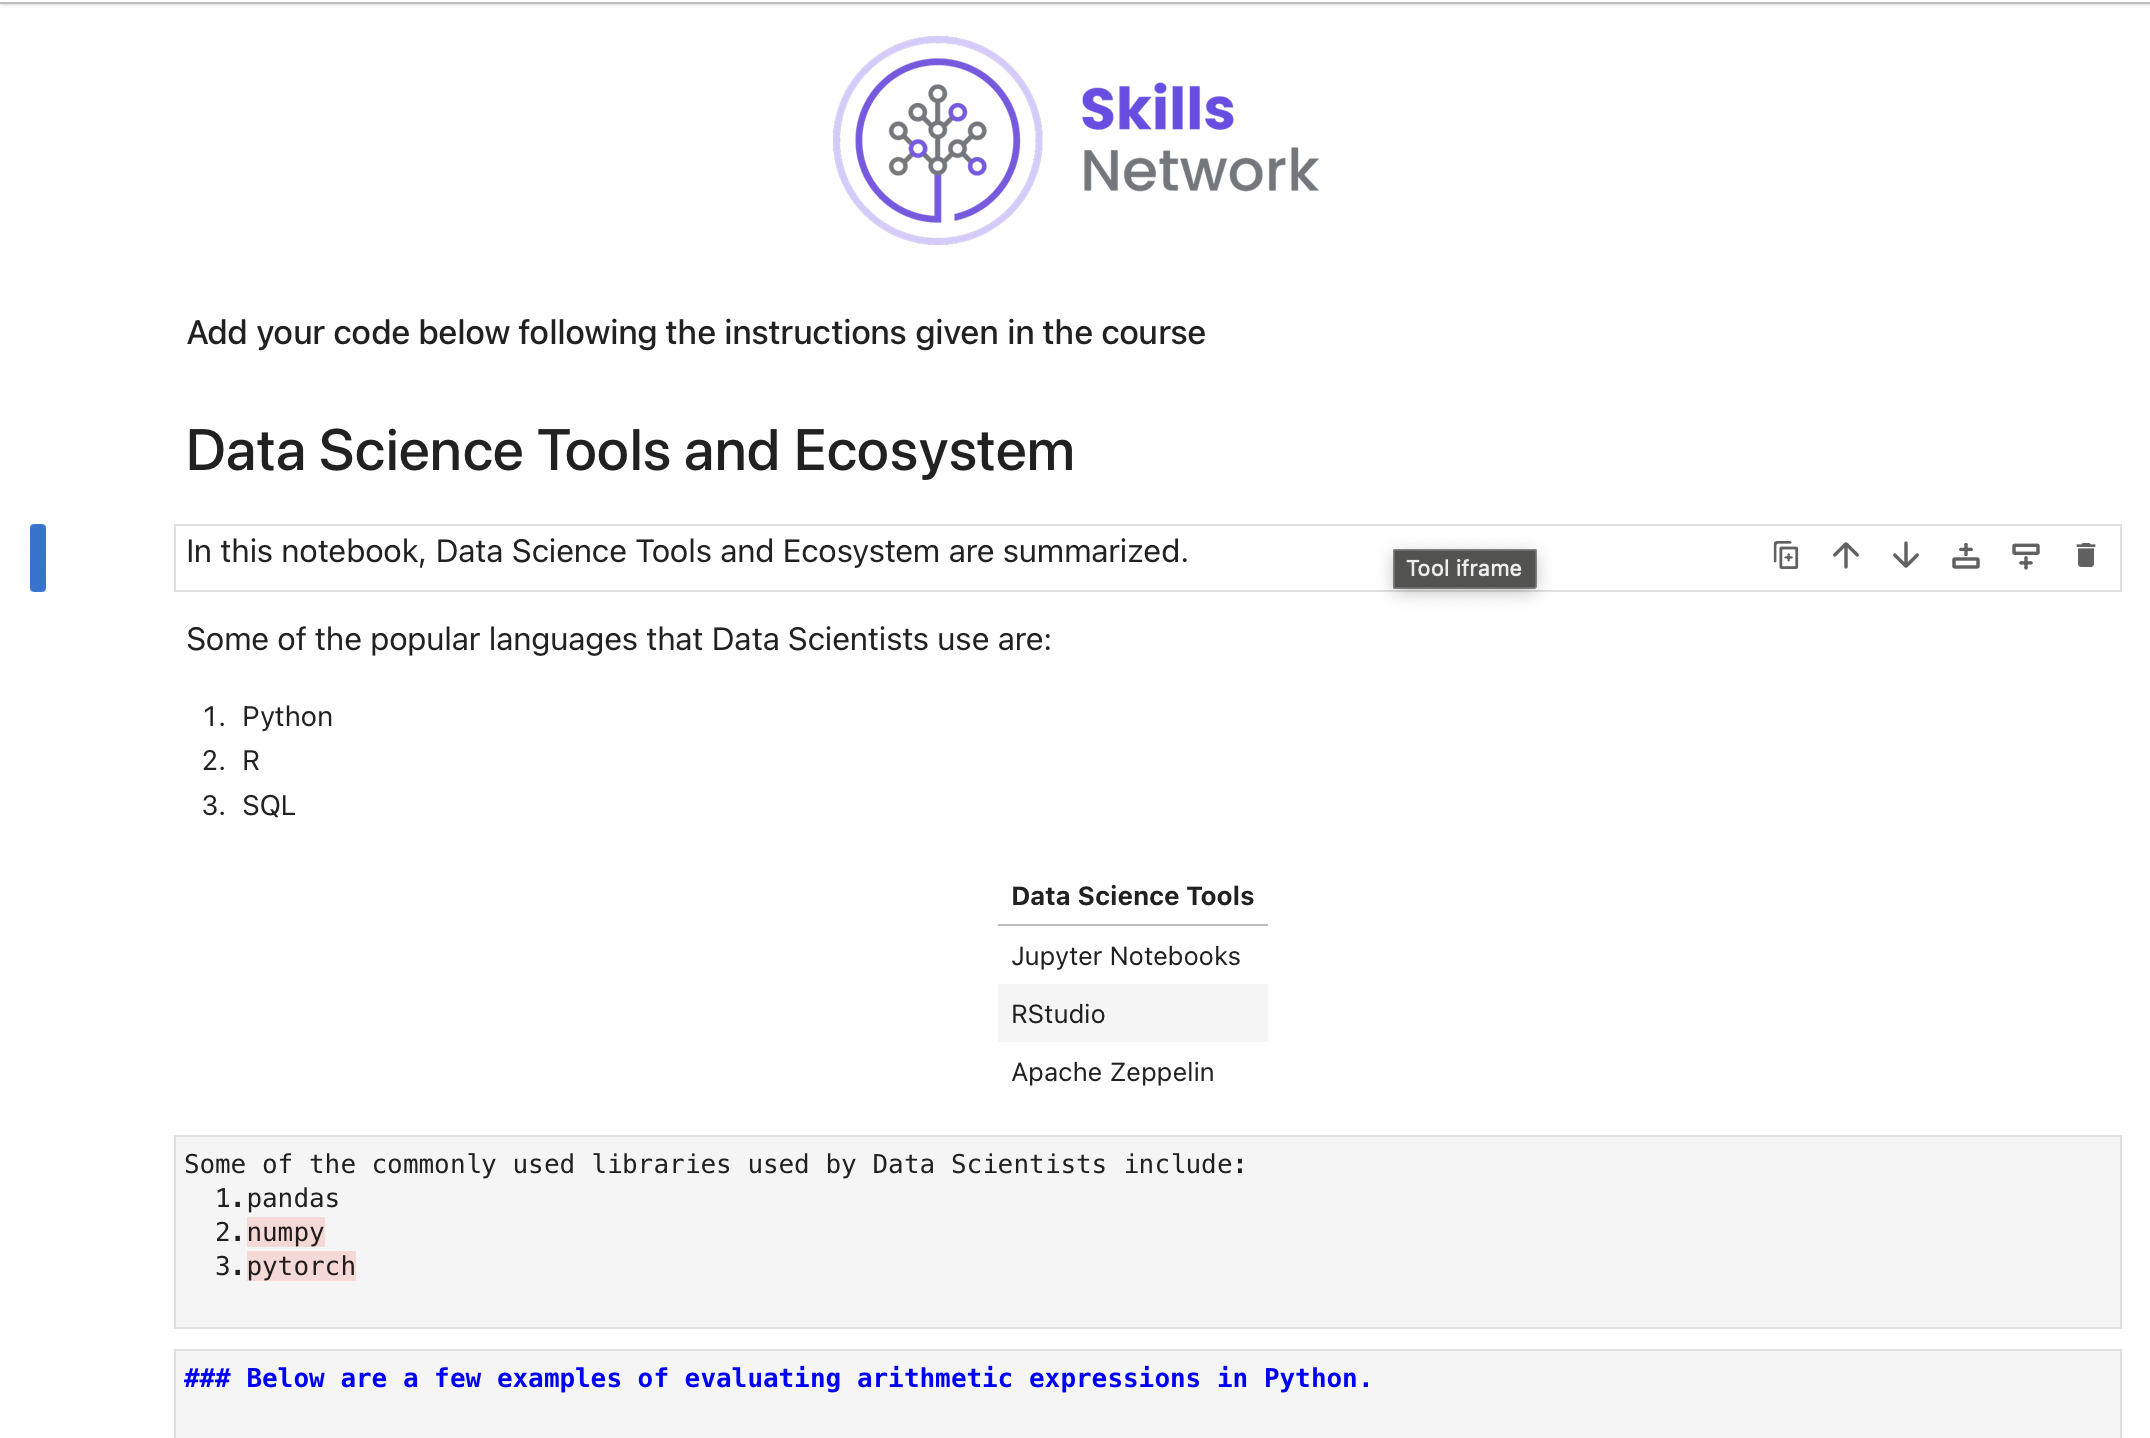 Skills
Network
Add your code below following the instructions given in the course
Data Science Tools and Ecosystem
In this notebook, Data Science Tools and Ecosystem are summarized.
Tool iframe
Some of the popular languages that Data Scientists use are:
1. Python
2. R
3. SQL
Data Science Tools
Jupyter Notebooks
RStudio
Apache Zeppelin
Some of the commonly used libraries used by Data Scientists include:
1.pandas
2.numpy
3.pytorch
### Below are a few examples of evaluating arithmetic expressions in Python.